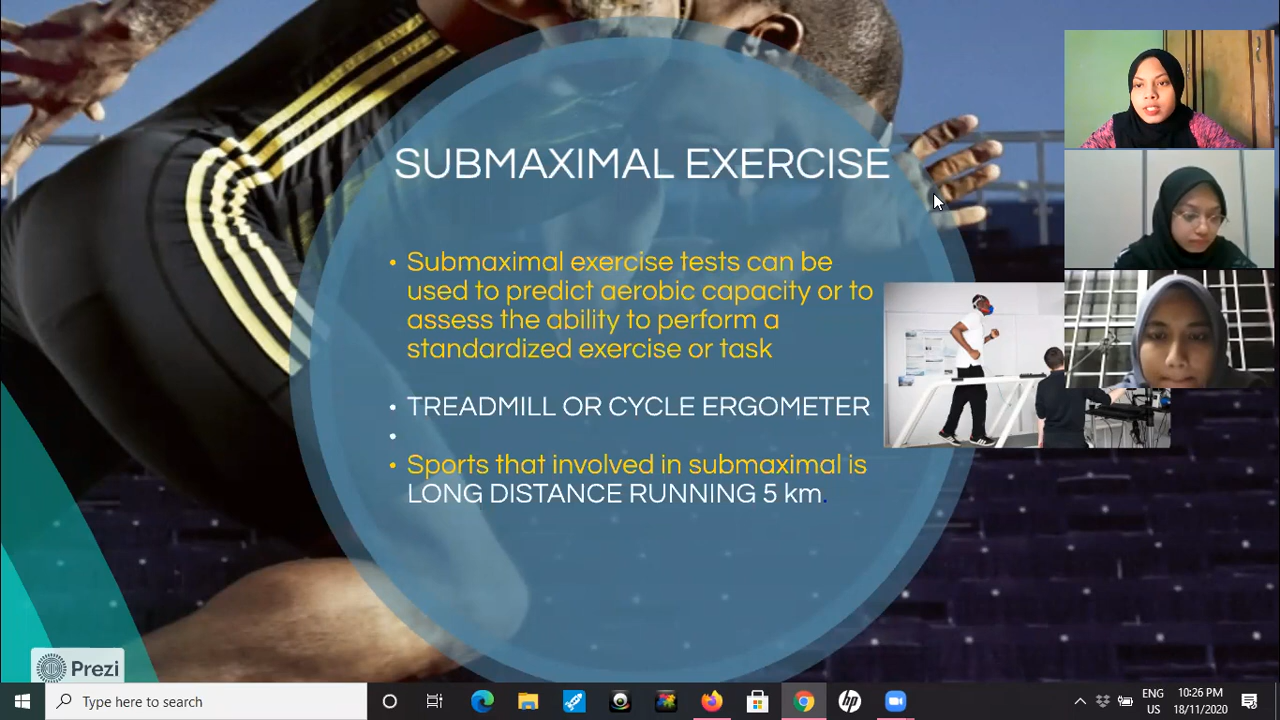 SUBMAXIMAL EXERCISE
• Submaximal exercise tests can be
used to predict aerobic capacity or to
assess the ability to perform a
standardized exercise or task
• TREADMILL OR CYCLE ERGOMETER
•
• Sports that involved in submaximal is
LONG DISTANCE RUNNING 5 km.
Prezi
Type here to search
hp
ENG
US
10:26 PM
18/11/2020